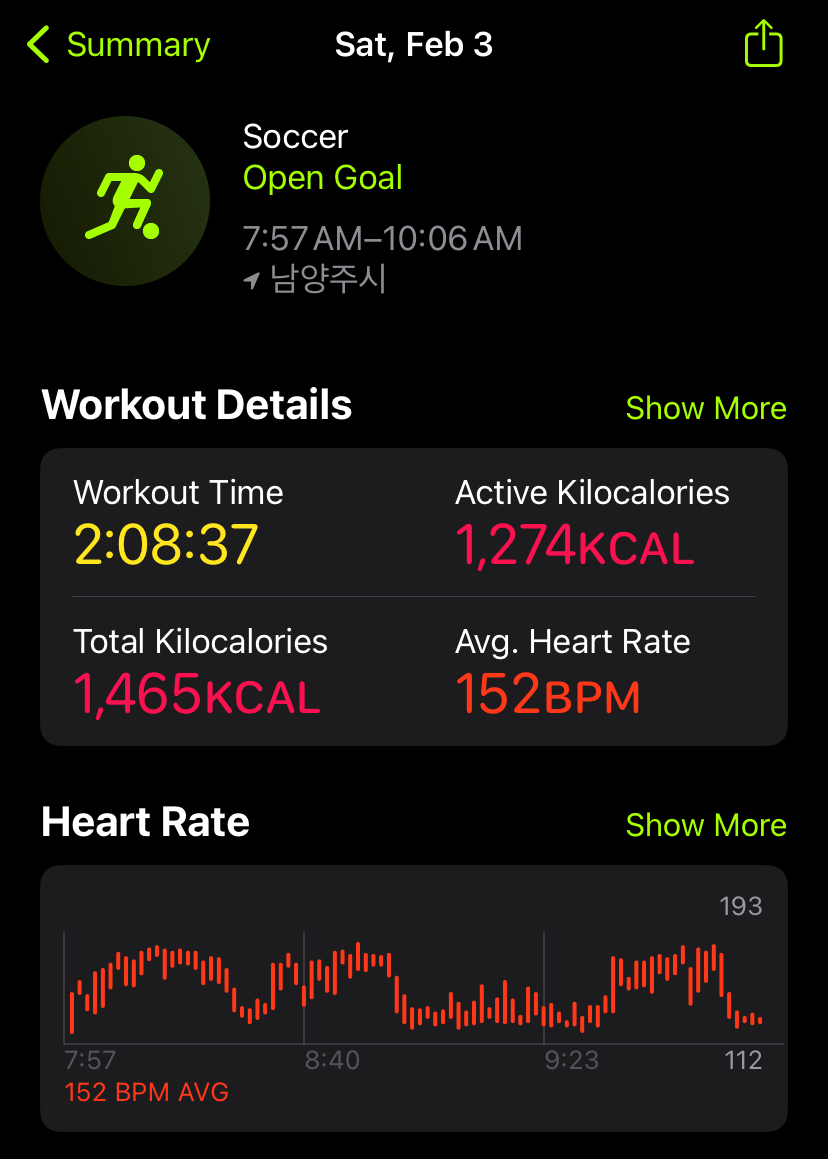 Summary
Sat, Feb 3
Soccer
Open Goal
7:57 AM–10:06 AM
남양주시
Workout Details
Show More
Workout Time
Active Kilocalories
2:08:37
1,274KCAL
Total Kilocalories
Avg. Heart Rate
1,465KCAL
152BPM
Heart Rate
Show More
193
7:57
8:40
9:23
112
152 BPM AVG